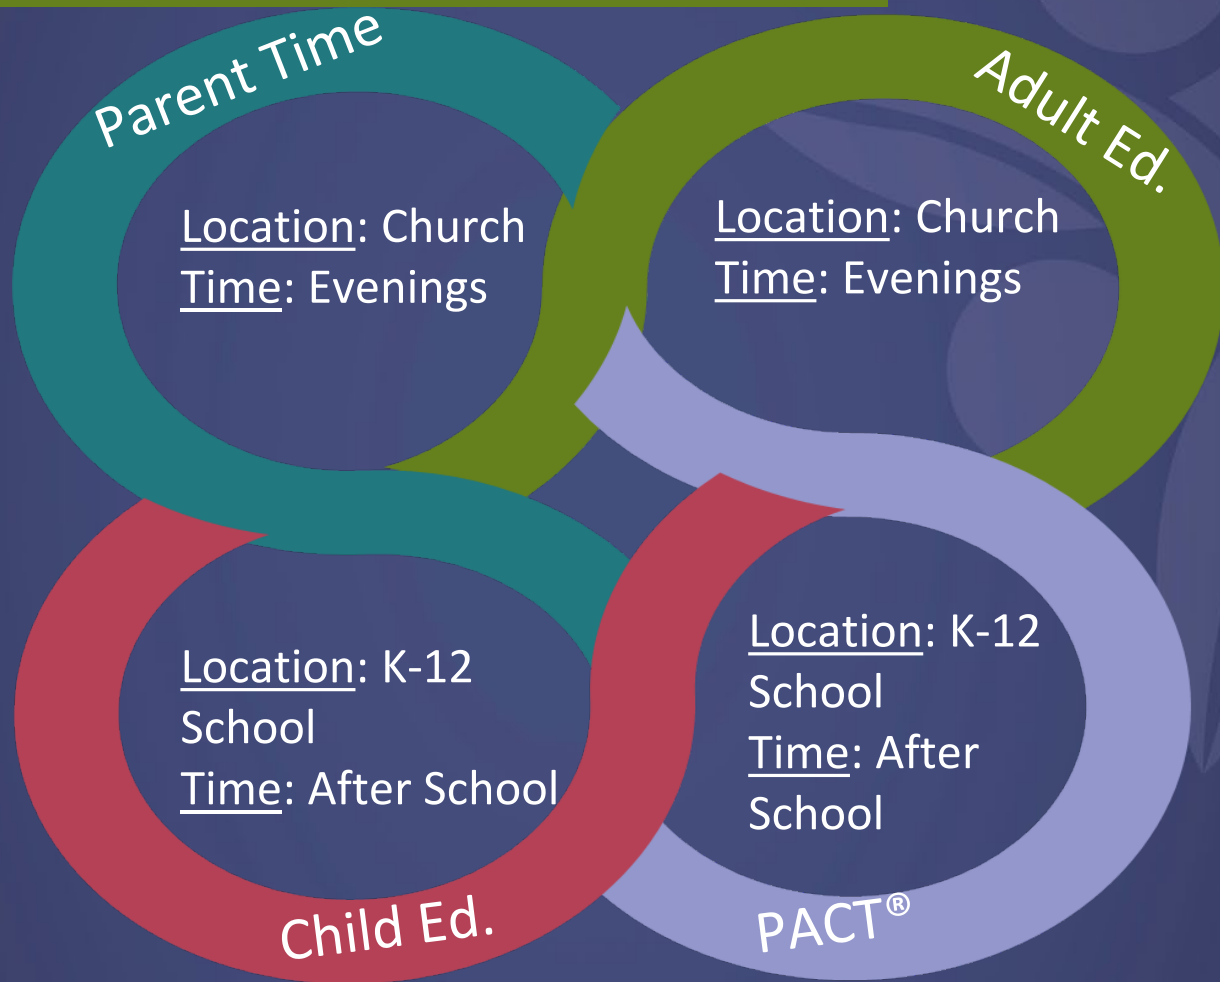 Parent Time
Location: Church
Time: Evenings
Adult Ed.
Location: Church
Time: Evenings
Location: K-12
School
Time: After School
Child Ed.
Location: K-12
School
Time: After
School
PACT®